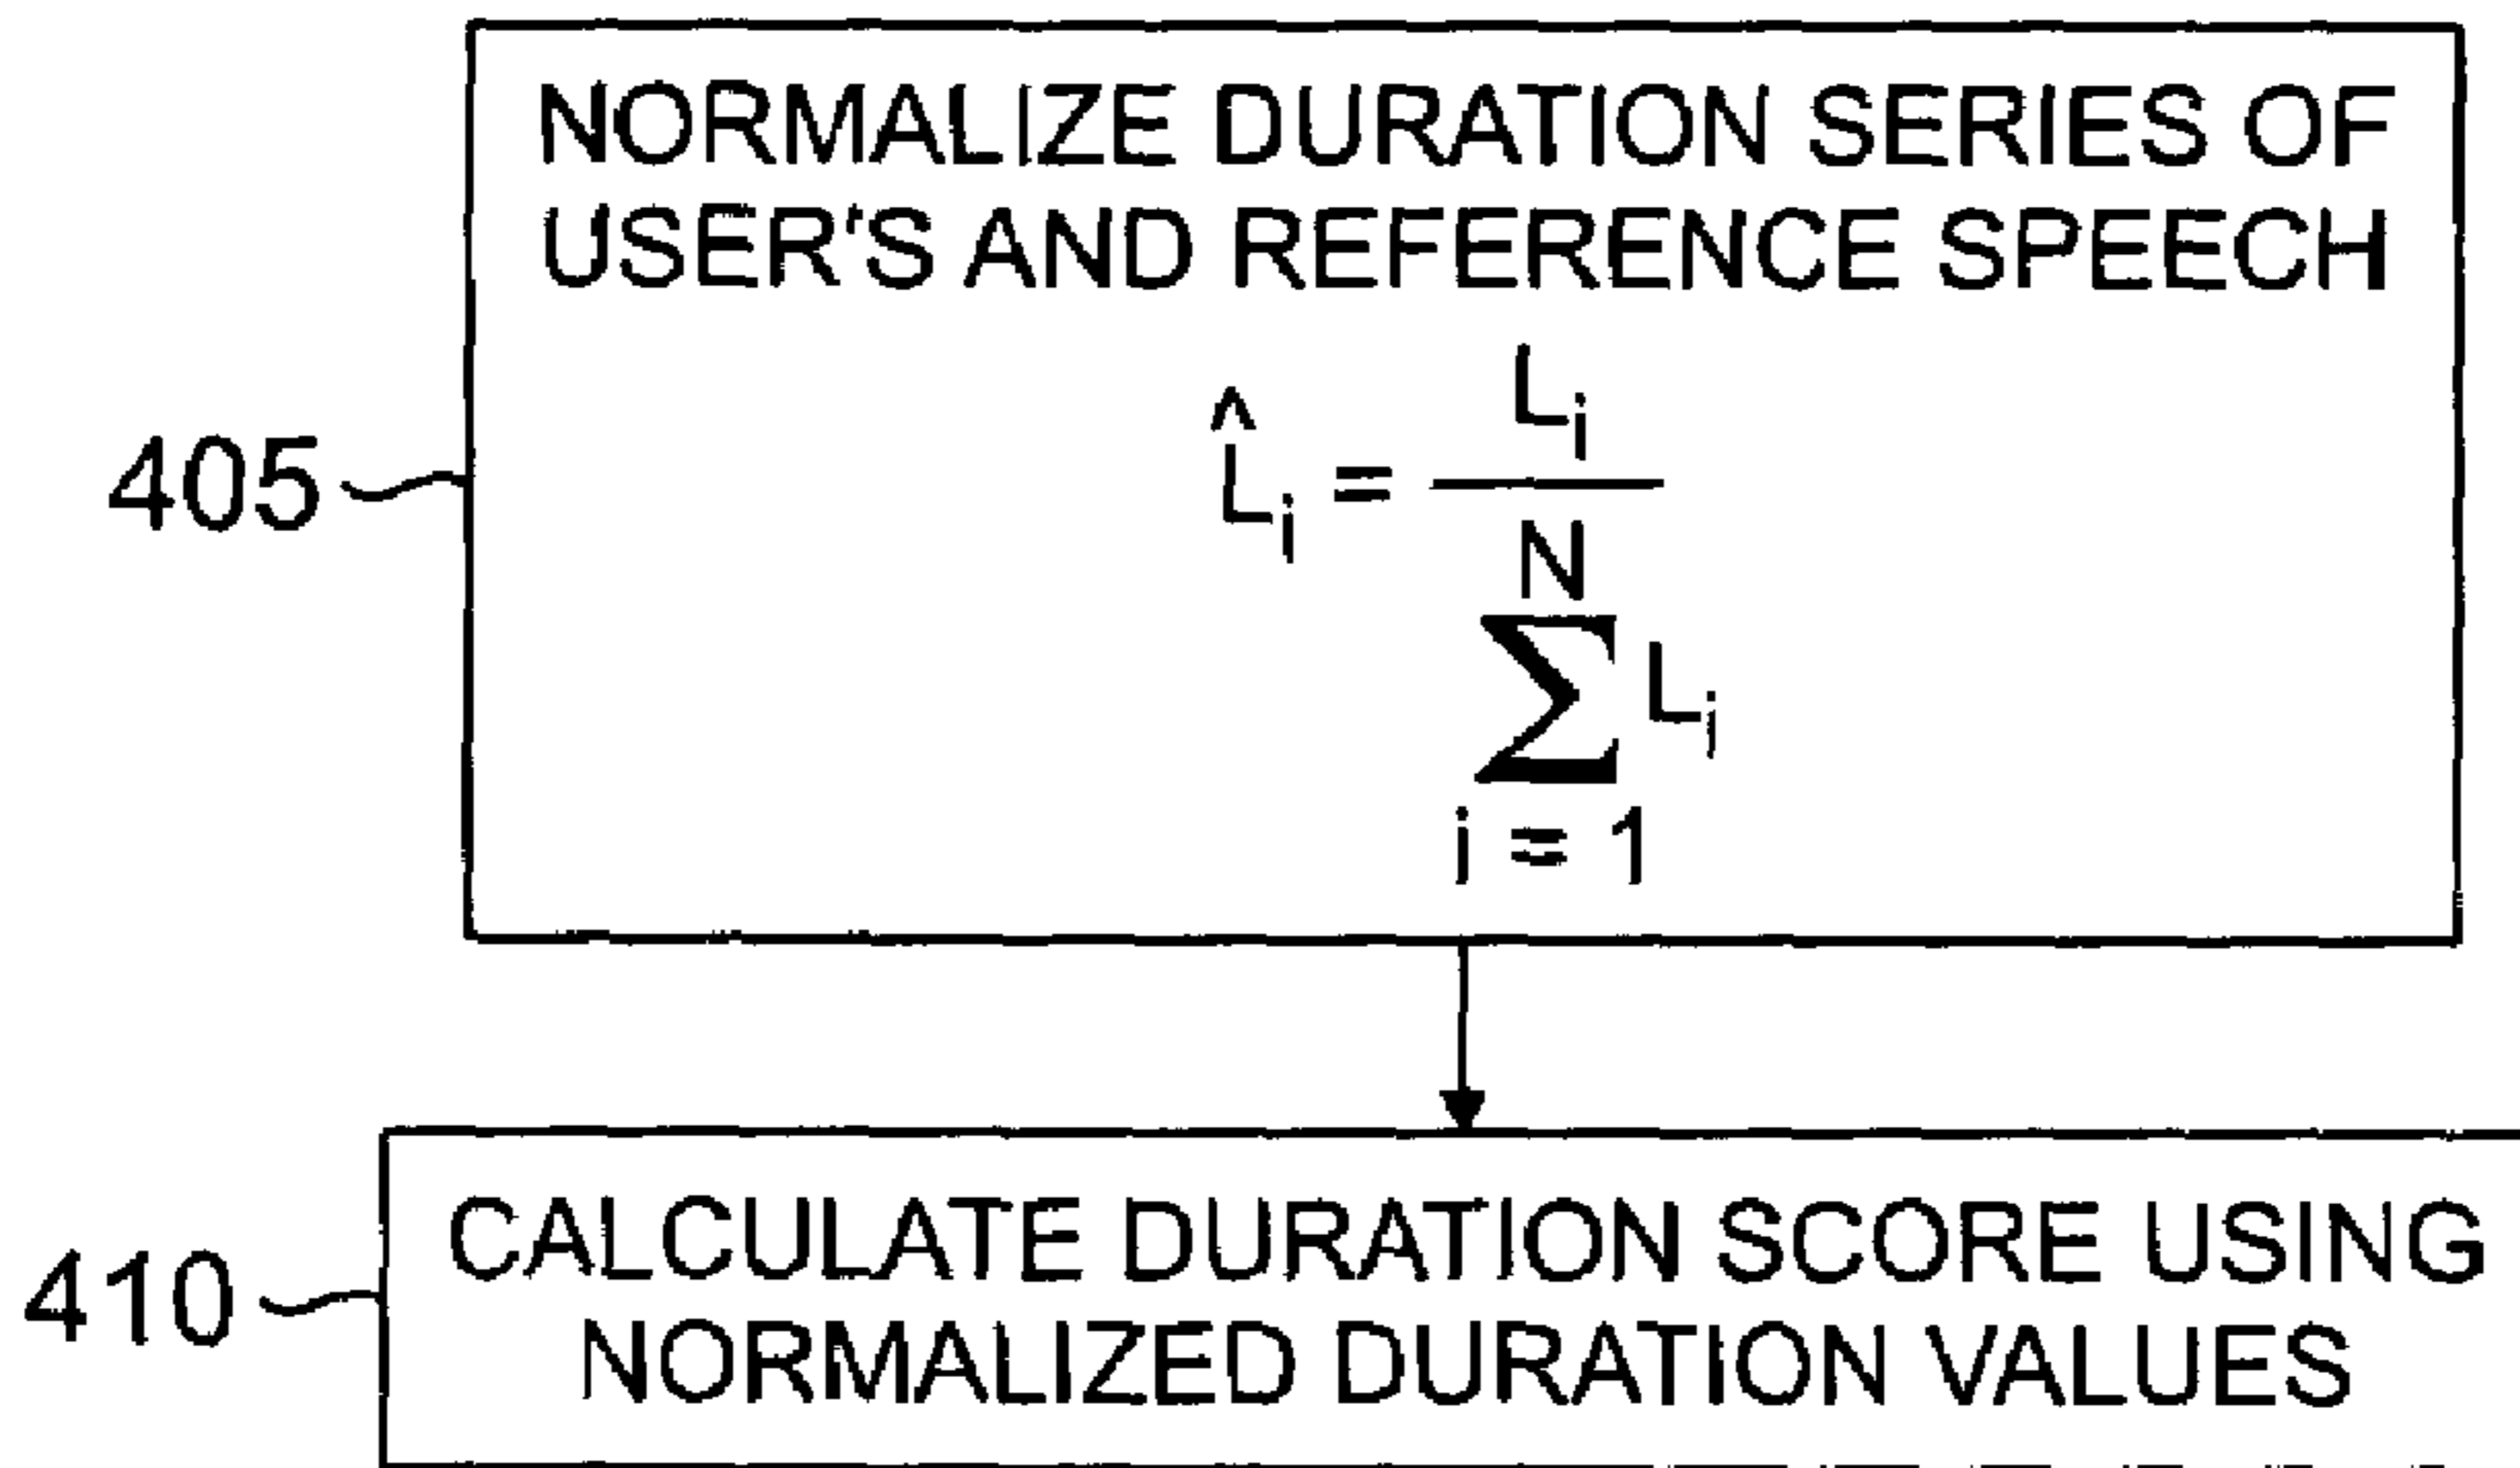 NORMALIZE DURATION SERIES OF
USER'S AND REFERENCE SPEECH
L̂i = Li / N ∑ i = 1 Li
405
CALCULATE DURATION SCORE USING
NORMALIZED DURATION VALUES
410